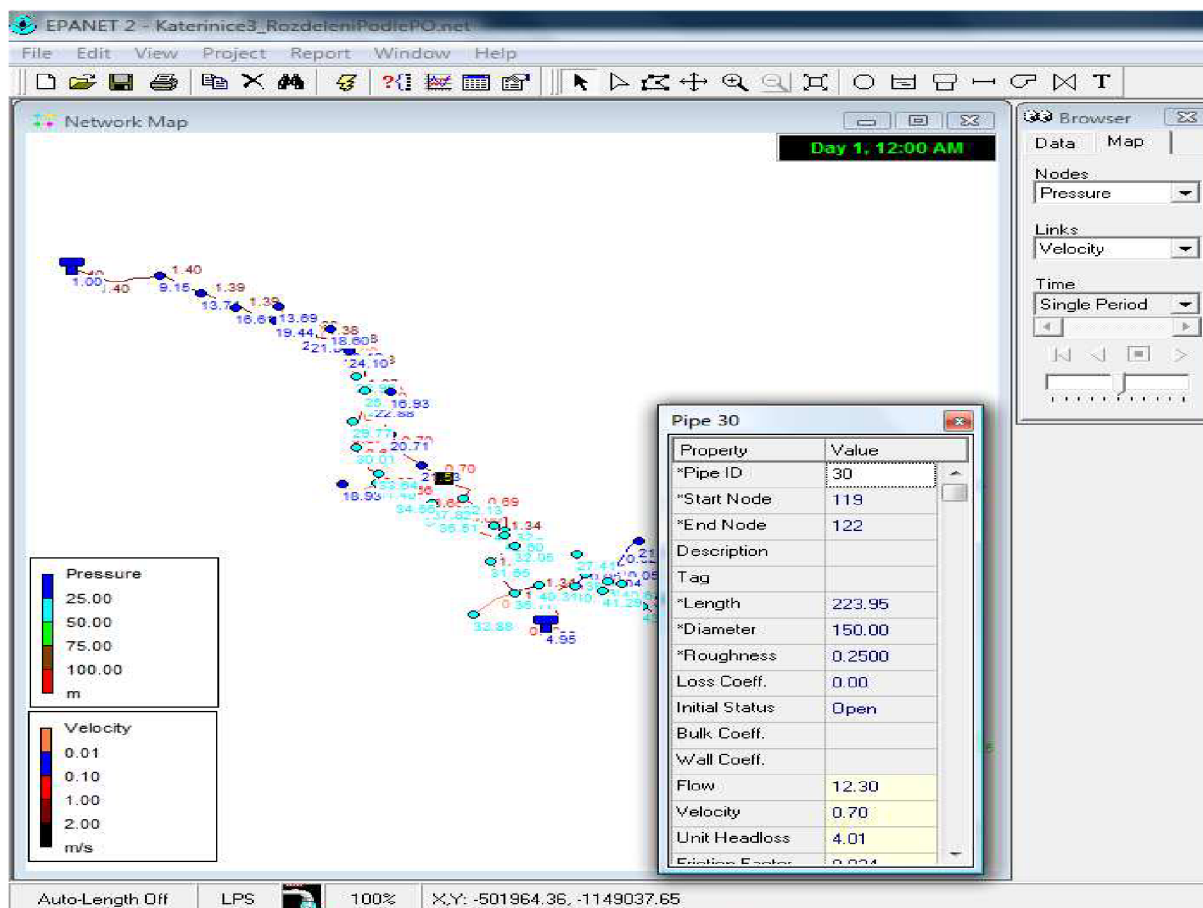 EPANET 2 - Katerinice3_RozdeleniPodlePO.net
File Edit View Project Report Window Help
T
Network Map
Day 1, 12:00 AM
Browser
Data Map
Nodes
Pressure
Links
Velocity
Time
Single Period
1.00
1.40
9.15
1.39
13.74
1.39
13.69
19.44
18.60
24.10
16.93
22.88
29.77
20.71
30.01
0.70
18.93
0.69
1.34
32.05
31.65
27.41
32.88
4.95
41.29
Pressure
25.00
50.00
75.00
100.00
m
Velocity
0.01
0.10
1.00
2.00
m/s
Pipe 30
Property Value
*Pipe ID 30
*Start Node 119
*End Node 122
Description
Tag
*Length 223.95
*Diameter 150.00
*Roughness 0.2500
Loss Coeff. 0.00
Initial Status Open
Bulk Coeff.
Wall Coeff.
Flow 12.30
Velocity 0.70
Unit Headloss 4.01
Friction Factor 0.024
Auto-Length Off LPS 100% X,Y: -501964.36, -1149037.65